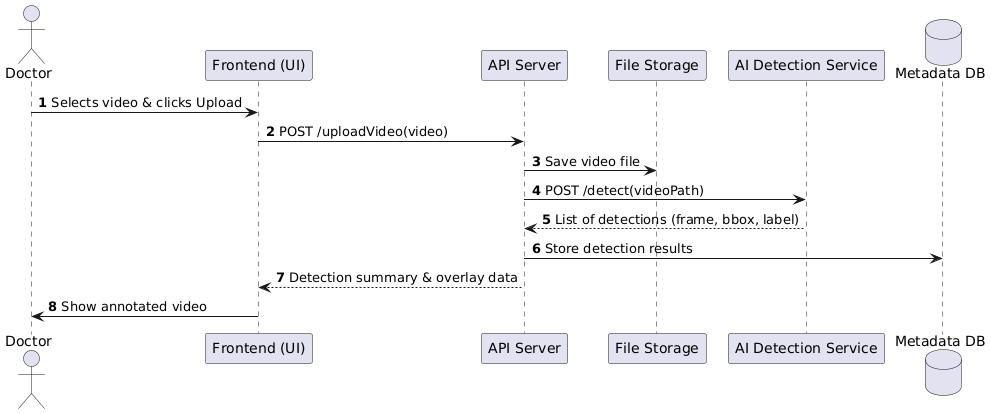 Doctor
Frontend (UI)
API Server
File Storage
AI Detection Service
Metadata DB
1 Selects video & clicks Upload
2 POST /uploadVideo(video)
3 Save video file
4 POST /detect(videoPath)
5 List of detections (frame, bbox, label)
6 Store detection results
7 Detection summary & overlay data
8 Show annotated video
Doctor
Frontend (UI)
API Server
File Storage
AI Detection Service
Metadata DB